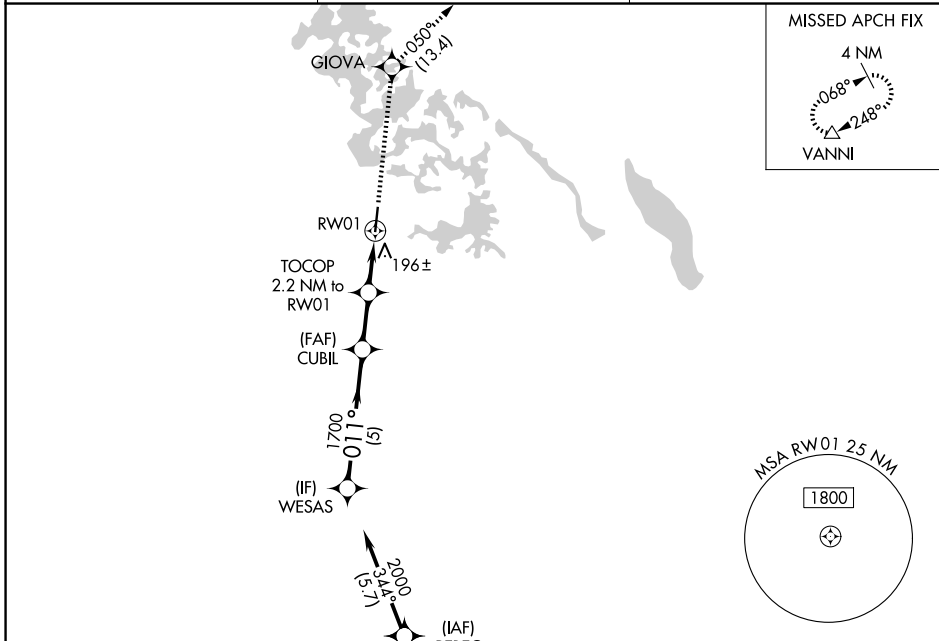 MISSED APCH FIX
4 NM
068°
248°
VANNI
GIOVA
050°
(13.4)
RW01
196±
TOCOP
2.2 NM to
RW01
(FAF)
CUBIL
1700
011°
(5)
(IF)
WESAS
2000
344°
(5.7)
(IAF)
MSA RW01 25 NM
1800